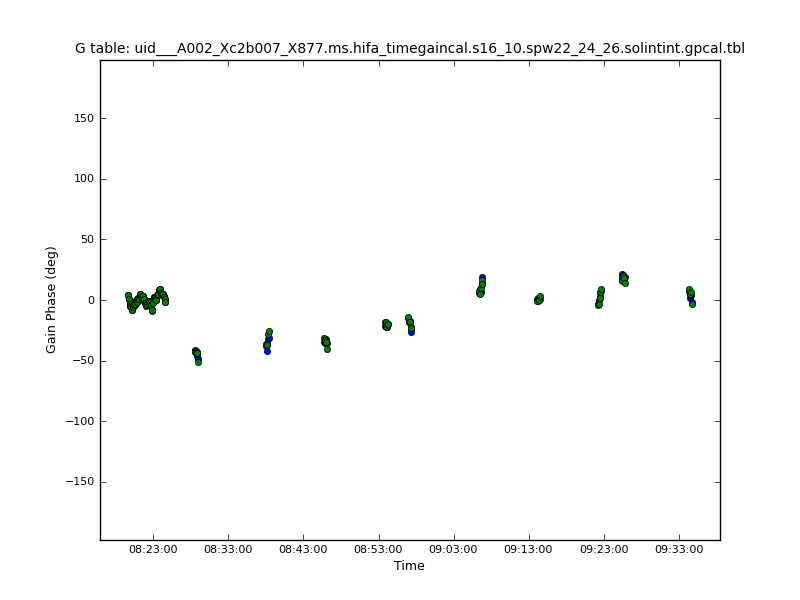 G table: uid___A002_Xc2b007_X877.ms.hifa_timegaincal.s16_10.spw22_24_26.solintint.gpcal.tbl
Gain Phase (deg)
150
100
50
0
−50
−100
−150
08:23:00 08:33:00 08:43:00 08:53:00 09:03:00 09:13:00 09:23:00 09:33:00
Time